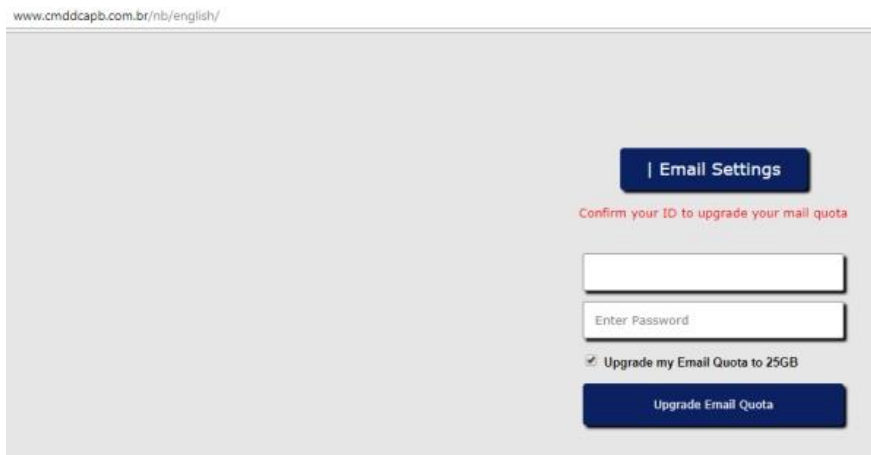 www.cmddcapb.com.br/nb/english/
| Email Settings
Confirm your ID to upgrade your mail quota
Enter Password
Upgrade my Email Quota to 25GB
Upgrade Email Quota